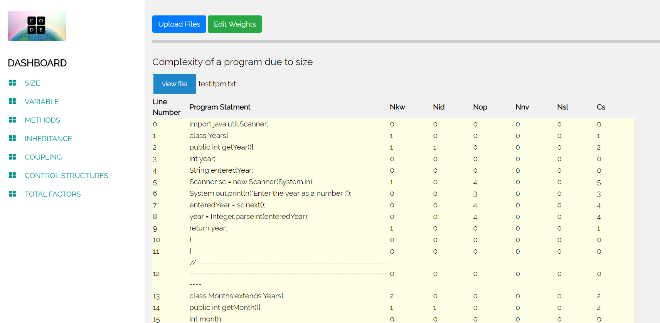 CODE
Upload Files Edit Weights
DASHBOARD
SIZE
VARIABLE
METHODS
INHERITANCE
COUPLING
CONTROL STRUCTURES
TOTAL FACTORS
Complexity of a program due to size
view file testitpm.txt
Line Number Program Statment Nkw Nid Nop Nnv Nsl Cs
0 import java.util.Scanner; 0 0 0 0 0 0
1 class Years{ 1 0 0 0 0 1
2 public int getYear(){ 1 1 0 0 0 2
3 int year; 0 0 0 0 0 0
4 String enteredYear; 0 0 0 0 0 0
5 Scanner sc = new Scanner(System.in); 1 0 4 0 0 5
6 System.out.println("Enter the year as a number :"); 0 0 3 0 0 3
7 enteredYear = sc.next(); 0 0 4 0 0 4
8 year = Integer.parseInt(enteredYear); 0 0 4 0 0 4
9 return year; 1 0 0 0 0 1
10 } 0 0 0 0 0 0
11 } 0 0 0 0 0 0
12 // 0 0 0 0 0 0
13 class Months extends Years{ 2 0 0 0 0 2
14 public int getMonth(){ 1 1 0 0 0 2
15 int month; 0 0 0 0 0 0